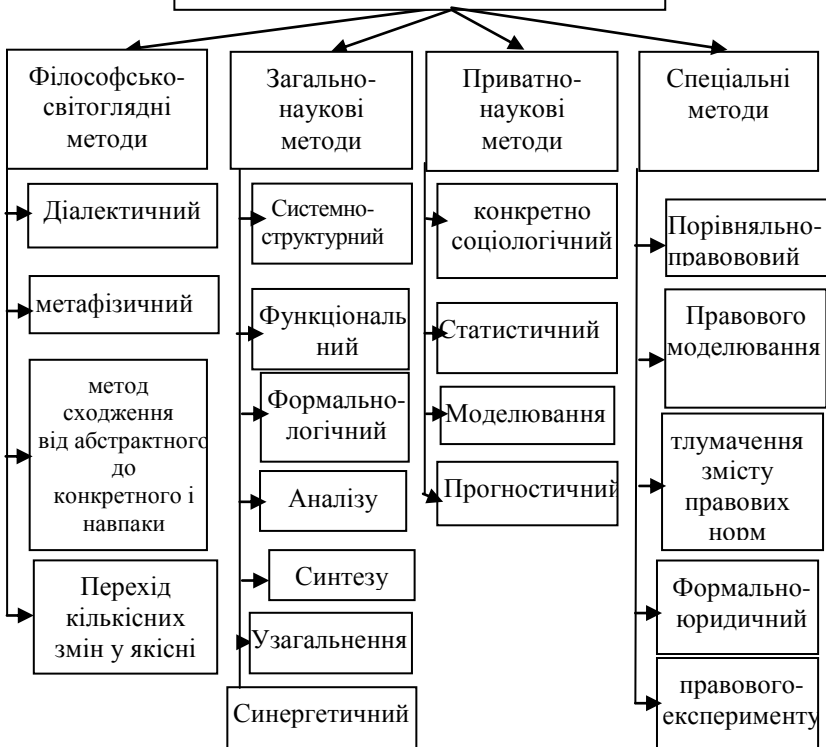 Філософсько-
світоглядні
методи
Загально-
наукові
методи
Приватно-
наукові
методи
Спеціальні
методи
Діалектичний
метафізичний
метод
сходження
від абстрактного
до
конкретного і
навпаки
Перехід
кількісних
змін у якісні
Системно-
структурний
Функціональ
ний
Формально-
логічний
Аналізу
Синтезу
Узагальнення
Синергетичний
конкретно
соціологічний
Статистичний
Моделювання
Прогностичний
Порівняльно-
правововий
Правового
моделювання
тлумачення
змісту
правових
норм
Формально-
юридичний
правового-
експерименту